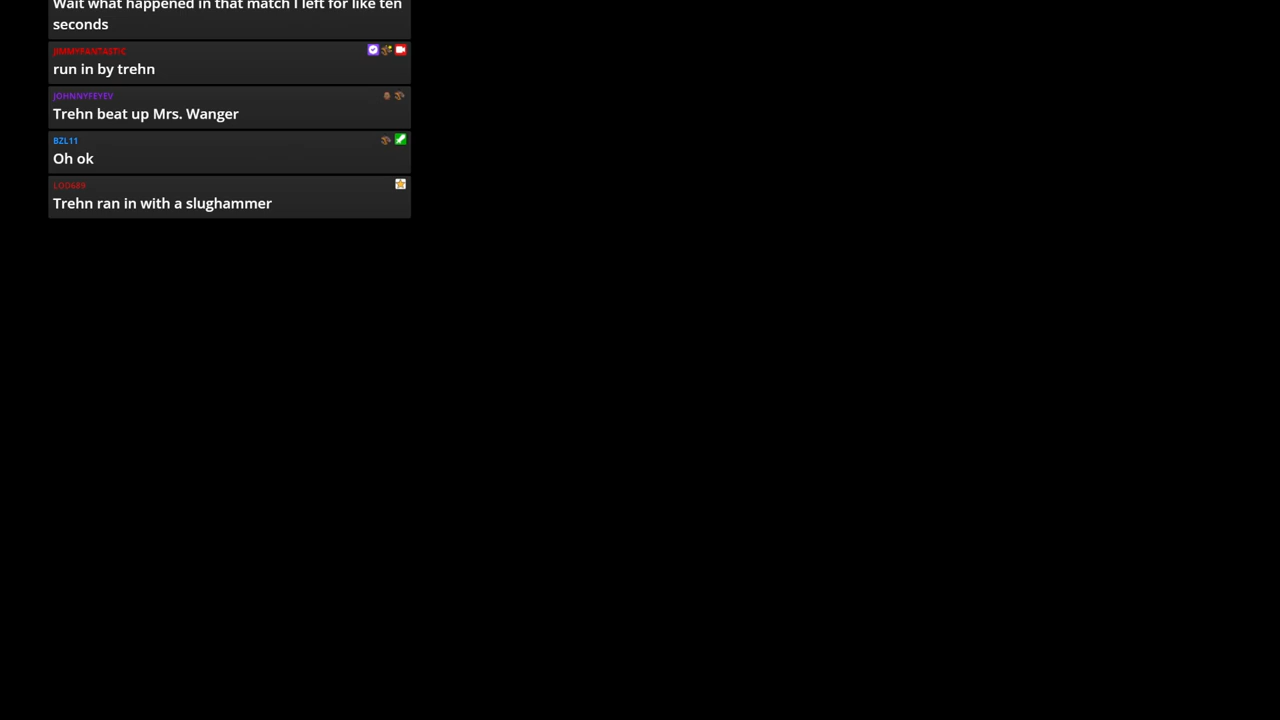 Wait what happened in that match I left for like ten
seconds
JIMMYFANTASTIC
run in by trehn
JOHNNYFEYEV
Trehn beat up Mrs. Wanger
BZL11
Oh ok
LOD489
Trehn ran in with a slughammer